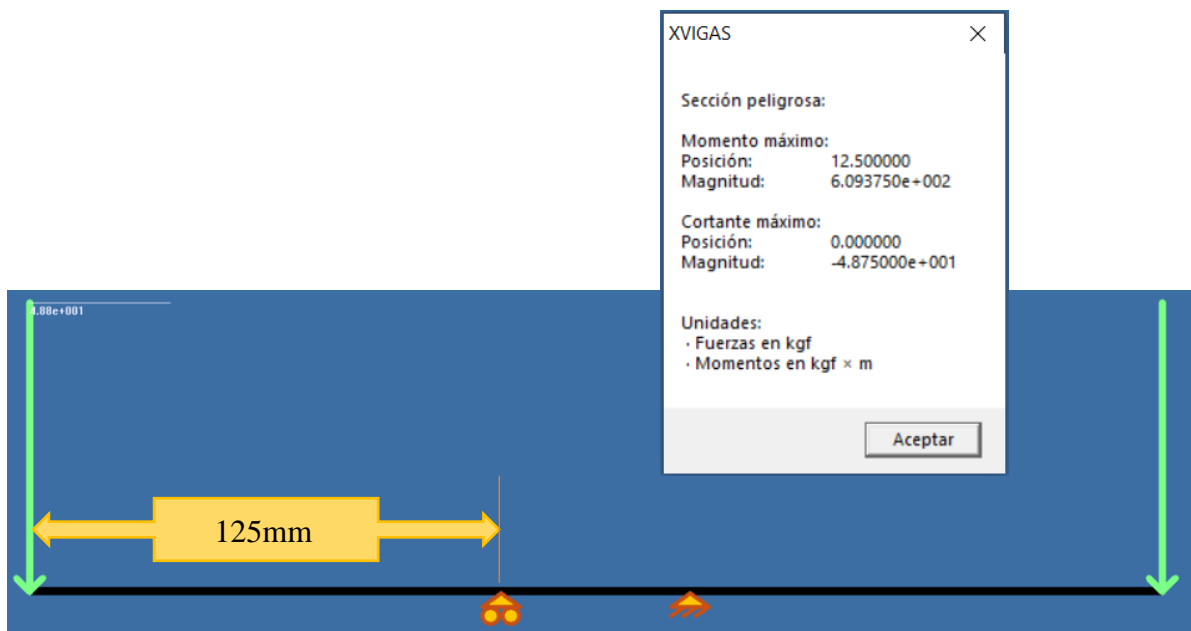 XVIGAS
Sección peligrosa:
Momento máximo:
Posición: 12.500000
Magnitud: 6.093750e+002
Cortante máximo:
Posición: 0.000000
Magnitud: -4.875000e+001
Unidades:
· Fuerzas en kgf
· Momentos en kgf × m
Aceptar
4.88e+001
125mm